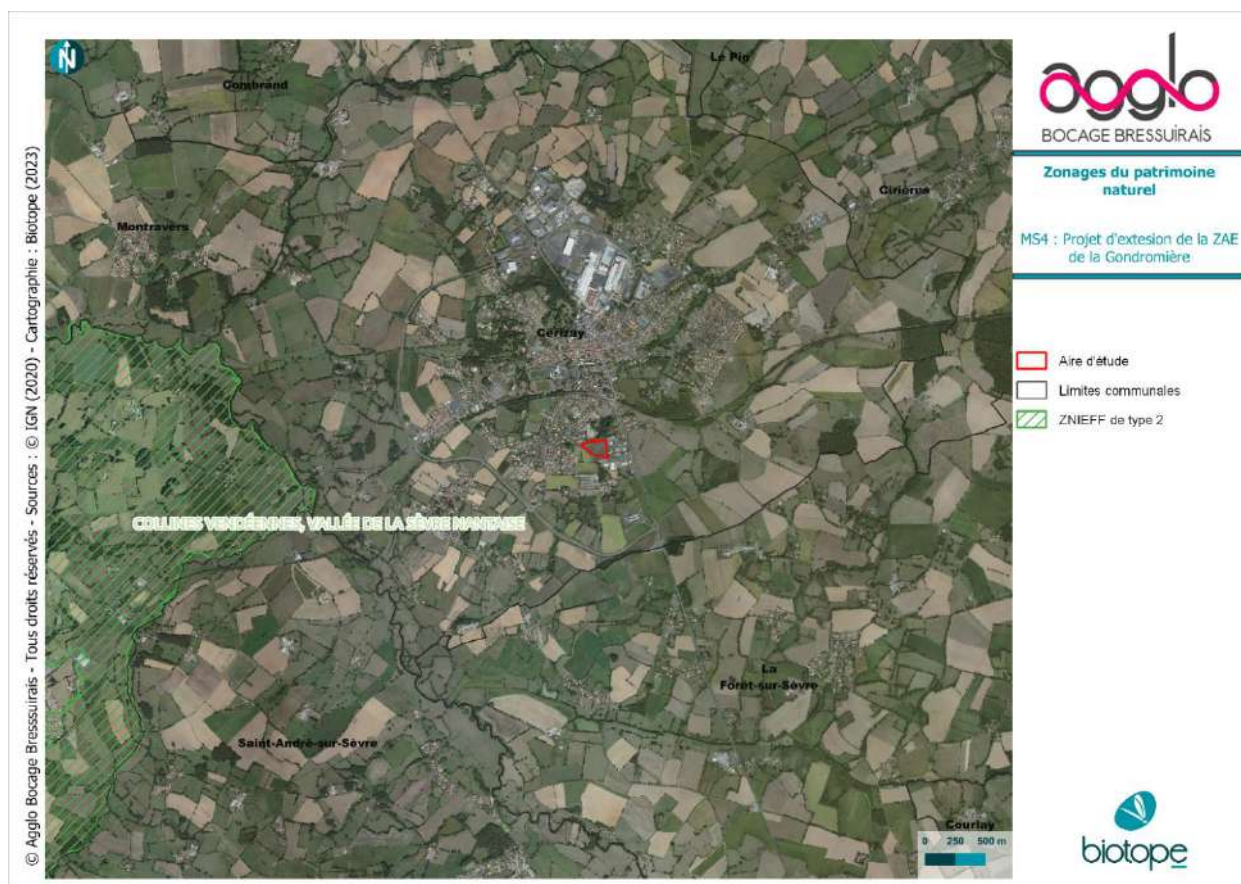 N
Combrand
Le Pin
Montravers
Cirières
Cerizay
COLLINES VENDÉENNES, VALLÉE DE LA SÈVRE NANTAISE
La
Forêt-sur-Sèvre
Saint-André-sur-Sèvre
Courlay
0 250 500 m
© Agglo Bocage Bresssuirais - Tous droits réservés - Sources : © IGN (2020) - Cartographie : Biotope (2023)
agglo
BOCAGE BRESSUIRAIS
Zonages du patrimoine
naturel
MS4 : Projet d'extesion de la ZAE
de la Gondromière
Aire d'étude
Limites communales
ZNIEFF de type 2
biotope